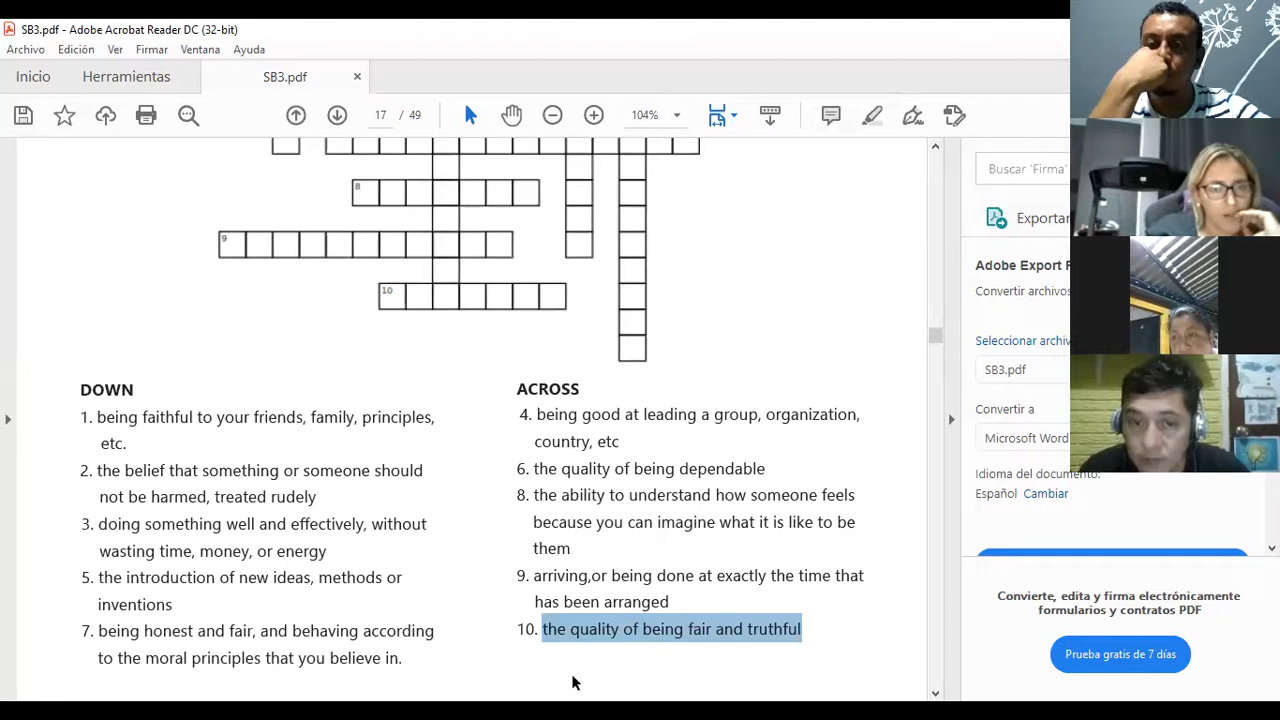 SB3.pdf - Adobe Acrobat Reader DC (32-bit)
Archivo Edición Ver Firmar Ventana Ayuda
Inicio Herramientas SB3.pdf ×
17 / 49 104%
8
9
10
DOWN
1. being faithful to your friends, family, principles,
etc.
2. the belief that something or someone should
not be harmed, treated rudely
3. doing something well and effectively, without
wasting time, money, or energy
5. the introduction of new ideas, methods or
inventions
7. being honest and fair, and behaving according
to the moral principles that you believe in.
ACROSS
4. being good at leading a group, organization,
country, etc
6. the quality of being dependable
8. the ability to understand how someone feels
because you can imagine what it is like to be
them
9. arriving,or being done at exactly the time that
has been arranged
10. the quality of being fair and truthful
Buscar 'Firma'
Exportar
Adobe Export
Convertir archivos
Seleccionar archiv
SB3.pdf
Convertir a
Microsoft Word
Idioma del documento:
Español Cambiar
Convierte, edita y firma electrónicamente
formularios y contratos PDF
Prueba gratis de 7 días